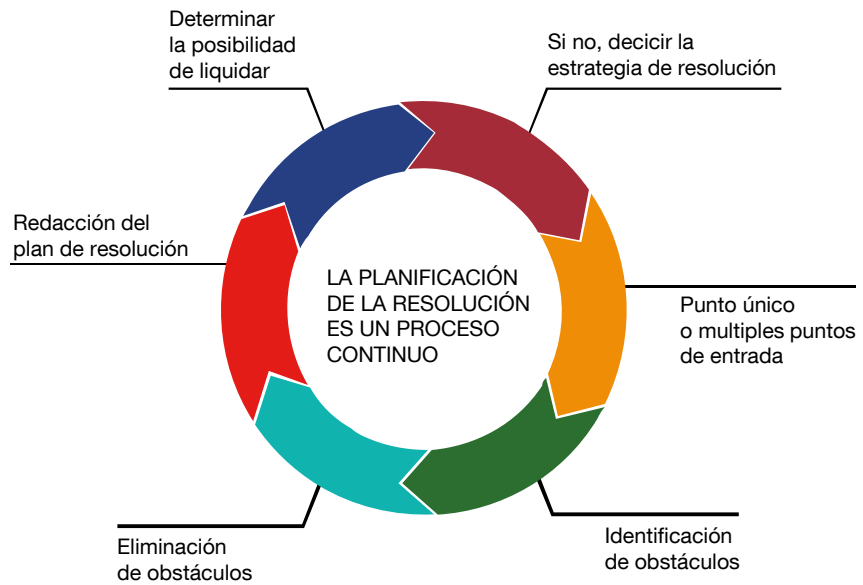 Determinar
la posibilidad
de liquidar
Si no, decicir la
estrategia de resolución
Redacción del
plan de resolución
LA PLANIFICACIÓN
DE LA RESOLUCIÓN
ES UN PROCESO
CONTINUO
Punto único
o multiples puntos
de entrada
Eliminación
de obstáculos
Identificación
de obstáculos